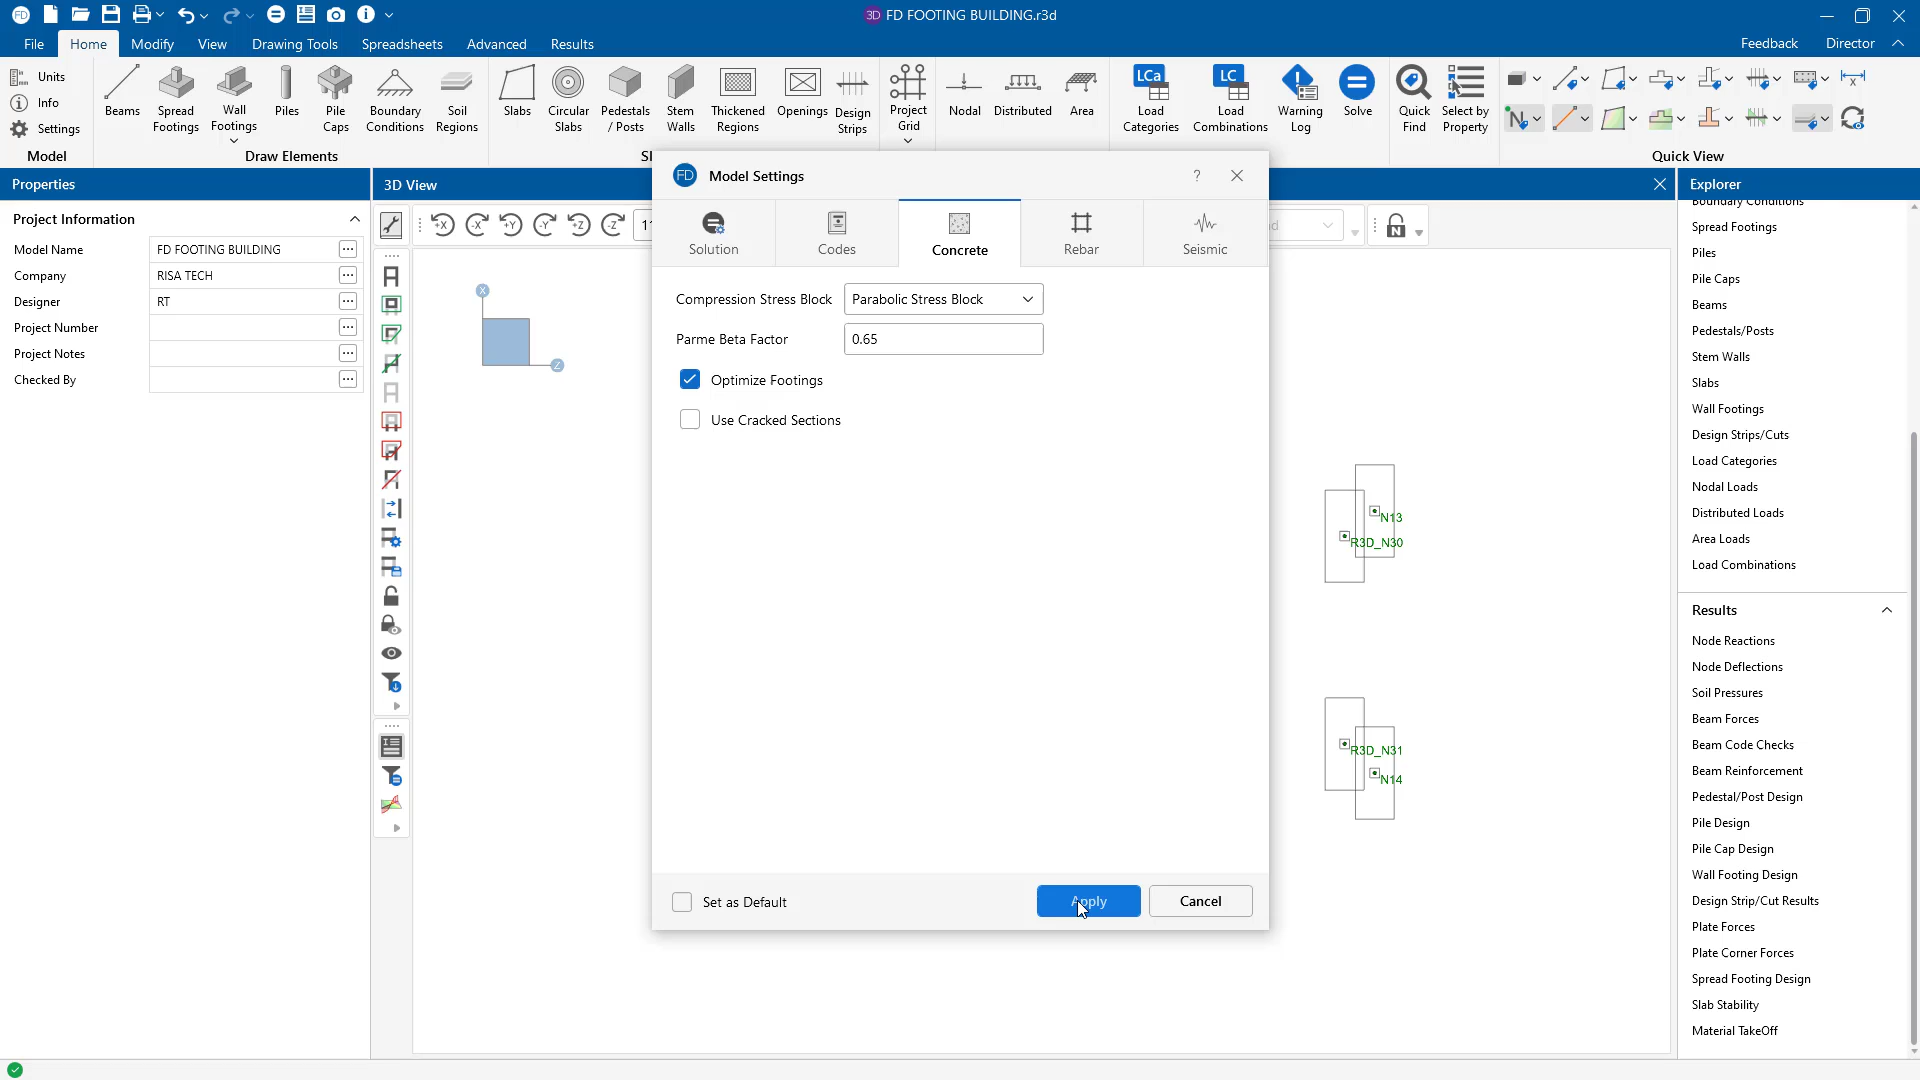 FD
3D FD FOOTING BUILDING.r3d
File Home Modify View Drawing Tools Spreadsheets Advanced Results
Feedback Director
Units
Info
Settings
Model
Beams
Spread Footings
Wall Footings
Piles
Pile Caps
Boundary Conditions
Soil Regions
Draw Elements
Slabs
Circular Slabs
Pedestals / Posts
Stem Walls
Thickened Regions
Openings
Design Strips
Project Grid
Nodal
Distributed
Area
LCa
Load Categories
LC
Load Combinations
Warning Log
Solve
Quick Find
Select by Property
Quick View
Properties
Project Information
Model Name FD FOOTING BUILDING
Company RISA TECH
Designer RT
Project Number
Project Notes
Checked By
3D View
+X -X +Y -Y +Z -Z
X
Z
FD Model Settings ?
Solution Codes Concrete Rebar Seismic
Compression Stress Block Parabolic Stress Block
Parme Beta Factor 0.65
Optimize Footings
Use Cracked Sections
Set as Default Apply Cancel
N13
R3D_N30
R3D_N31
N14
Explorer
Boundary Conditions
Spread Footings
Piles
Pile Caps
Beams
Pedestals/Posts
Stem Walls
Slabs
Wall Footings
Design Strips/Cuts
Load Categories
Nodal Loads
Distributed Loads
Area Loads
Load Combinations
Results
Node Reactions
Node Deflections
Soil Pressures
Beam Forces
Beam Code Checks
Beam Reinforcement
Pedestal/Post Design
Pile Design
Pile Cap Design
Wall Footing Design
Design Strip/Cut Results
Plate Forces
Plate Corner Forces
Spread Footing Design
Slab Stability
Material TakeOff